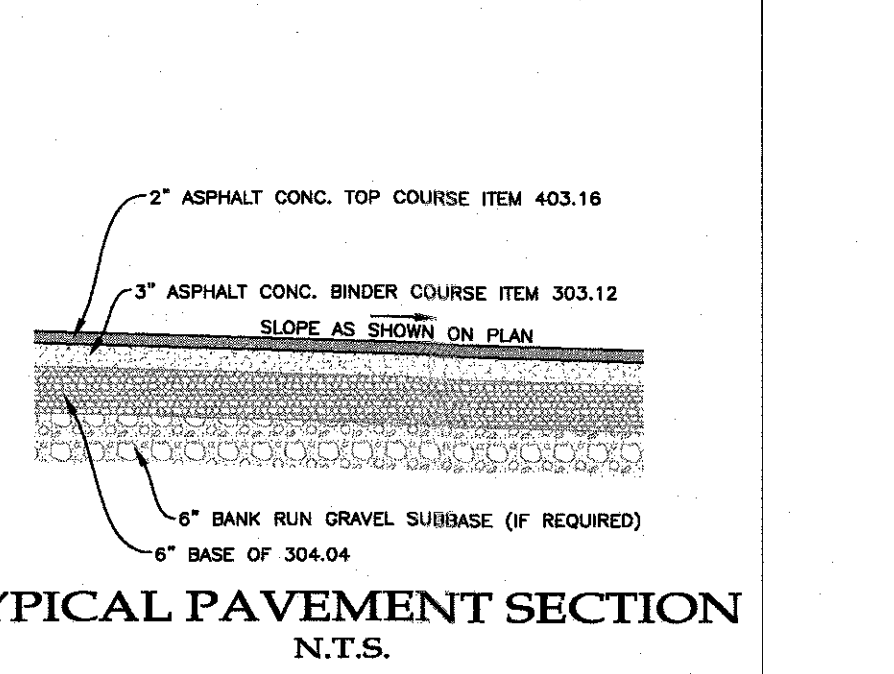 2" ASPHALT CONC. TOP COURSE ITEM 403.16
3" ASPHALT CONC. BINDER COURSE ITEM 303.12
SLOPE AS SHOWN ON PLAN
6" BANK RUN GRAVEL SUBBASE (IF REQUIRED)
6" BASE OF 304.04
YPICAL PAVEMENT SECTION
N.T.S.